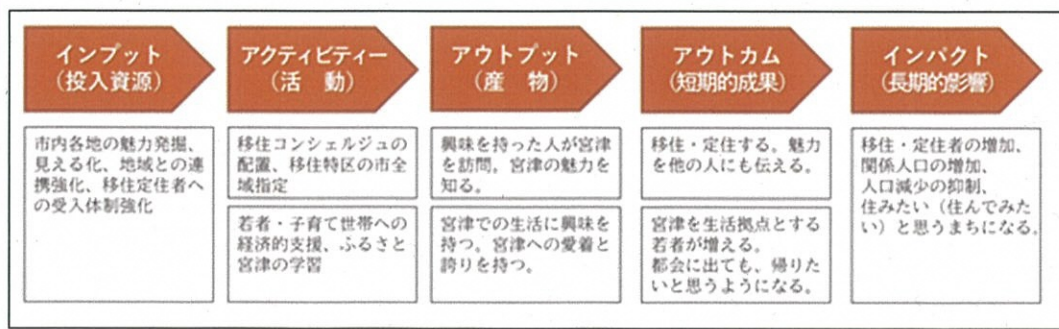 インプット
（投入資源）
市内各地の魅力発掘、
見える化、地域との連
携強化、移住定住者へ
の受入体制強化
アクティビティー
（活　動）
移住コンシェルジュの
配置、移住特区の市全
域指定
若者・子育て世帯への
経済的支援、ふるさと
宮津の学習
アウトプット
（産　物）
興味を持った人が宮津
を訪問。宮津の魅力を
知る。
宮津での生活に興味を
持つ。宮津への愛着と
誇りを持つ。
アウトカム
（短期的成果）
移住・定住する。魅力
を他の人にも伝える。
宮津を生活拠点とする
若者が増える。
都会に出ても、帰りた
いと思うようになる。
インパクト
（長期的影響）
移住・定住者の増加、
関係人口の増加、
人口減少の抑制、
住みたい（住んでみた
い）と思うまちになる。